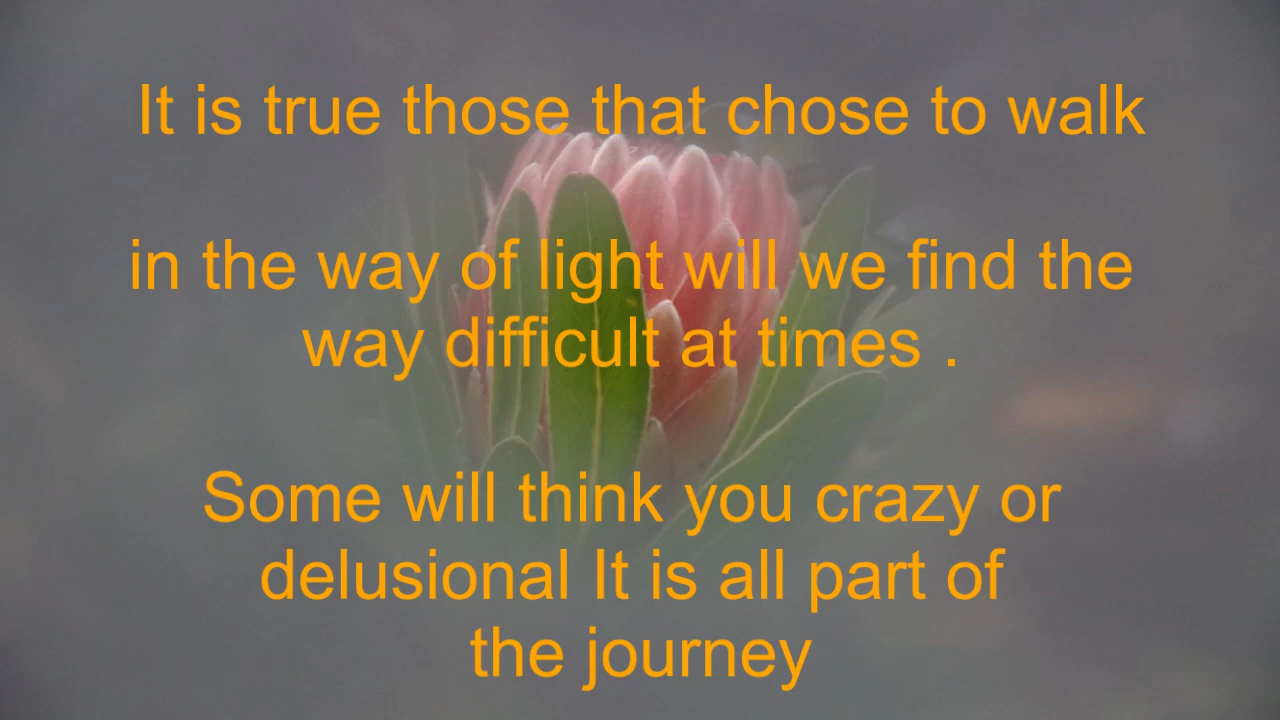 It is true those that chose to walk
in the way of light will we find the
way difficult at times .
Some will think you crazy or
delusional It is all part of
the journey